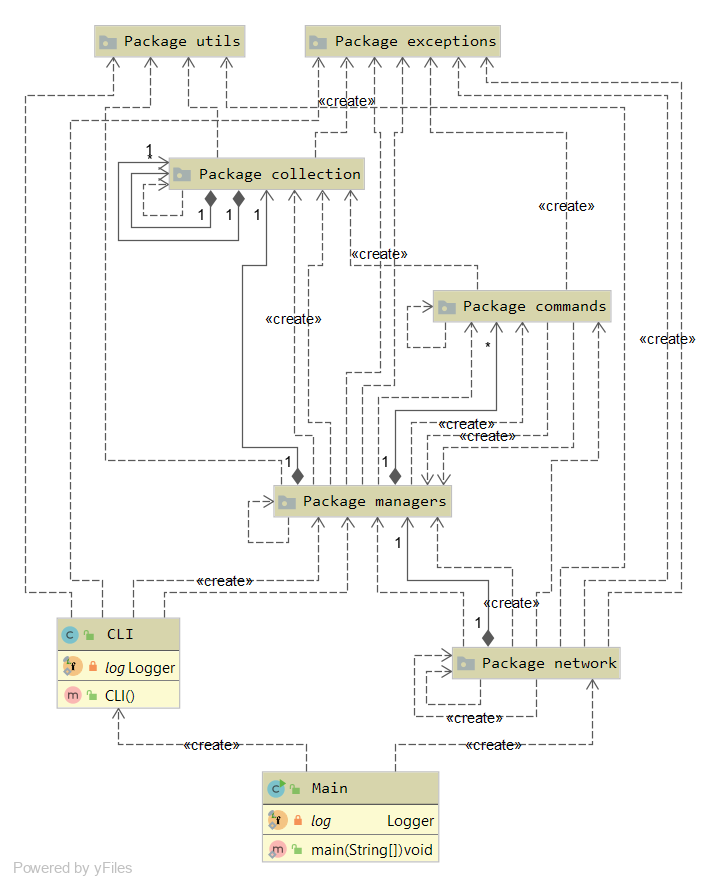 Package utils
Package exceptions
«create»
1
*
Package collection
1
1
1
«create»
«create»
Package commands
«create»
«create»
*
«create»
«create»
1
1
Package managers
1
«create»
«create»
1
CLI
Package network
log Logger
CLI()
«create»
«create»
«create»
Main
log Logger
main(String[])void
Powered by yFiles